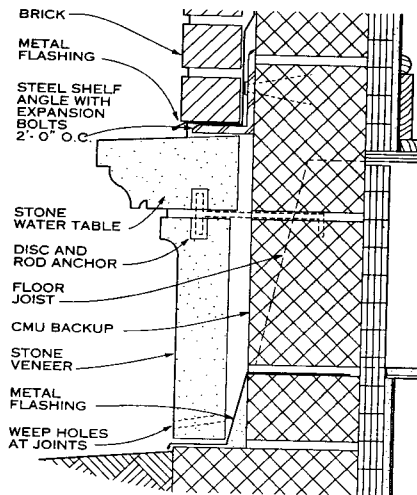 BRICK
METAL
FLASHING
STEEL SHELF
ANGLE WITH
EXPANSION
BOLTS
2'-0" O.C.
STONE
WATER TABLE
DISC AND
ROD ANCHOR
FLOOR
JOIST
CMU BACKUP
STONE
VENEER
METAL
FLASHING
WEEP HOLES
AT JOINTS